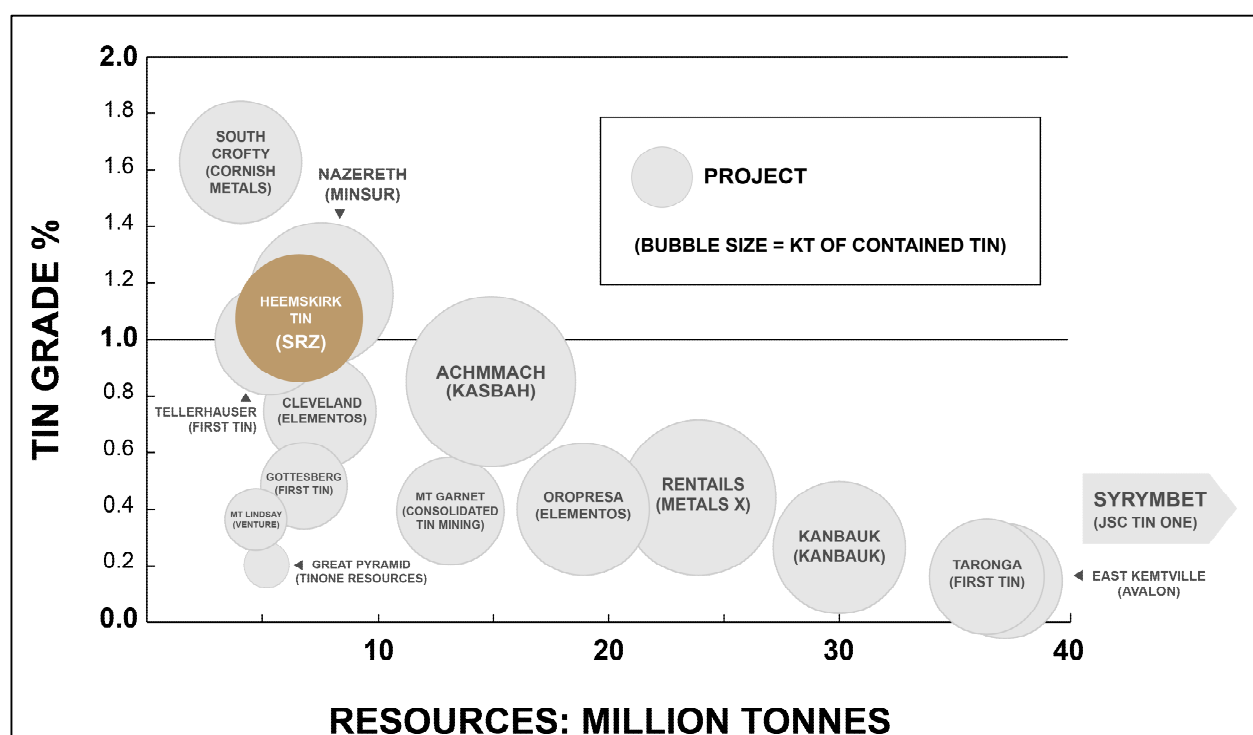 2.0
1.8
1.6
1.4
1.2
1.0
0.8
0.6
0.4
0.2
0.0
TIN GRADE %
SOUTH
CROFTY
(CORNISH
METALS)
NAZERETH
(MINSUR)
PROJECT
(BUBBLE SIZE = KT OF CONTAINED TIN)
HEEMSKIRK
TIN
(SRZ)
TELLERHAUSER
(FIRST TIN)
CLEVELAND
(ELEMENTOS)
ACHMMACH
(KASBAH)
GOTTESBERG
(FIRST TIN)
MT LINDSAY
(VENTURE)
GREAT PYRAMID
(TINONE RESOURCES)
MT GARNET
(CONSOLIDATED
TIN MINING)
OROPRESA
(ELEMENTOS)
RENTAILS
(METALS X)
KANBAUK
(KANBAUK)
TARONGA
(FIRST TIN)
EAST KEMTVILLE
(AVALON)
SYRYMBET
(JSC TIN ONE)
10
20
30
40
RESOURCES: MILLION TONNES